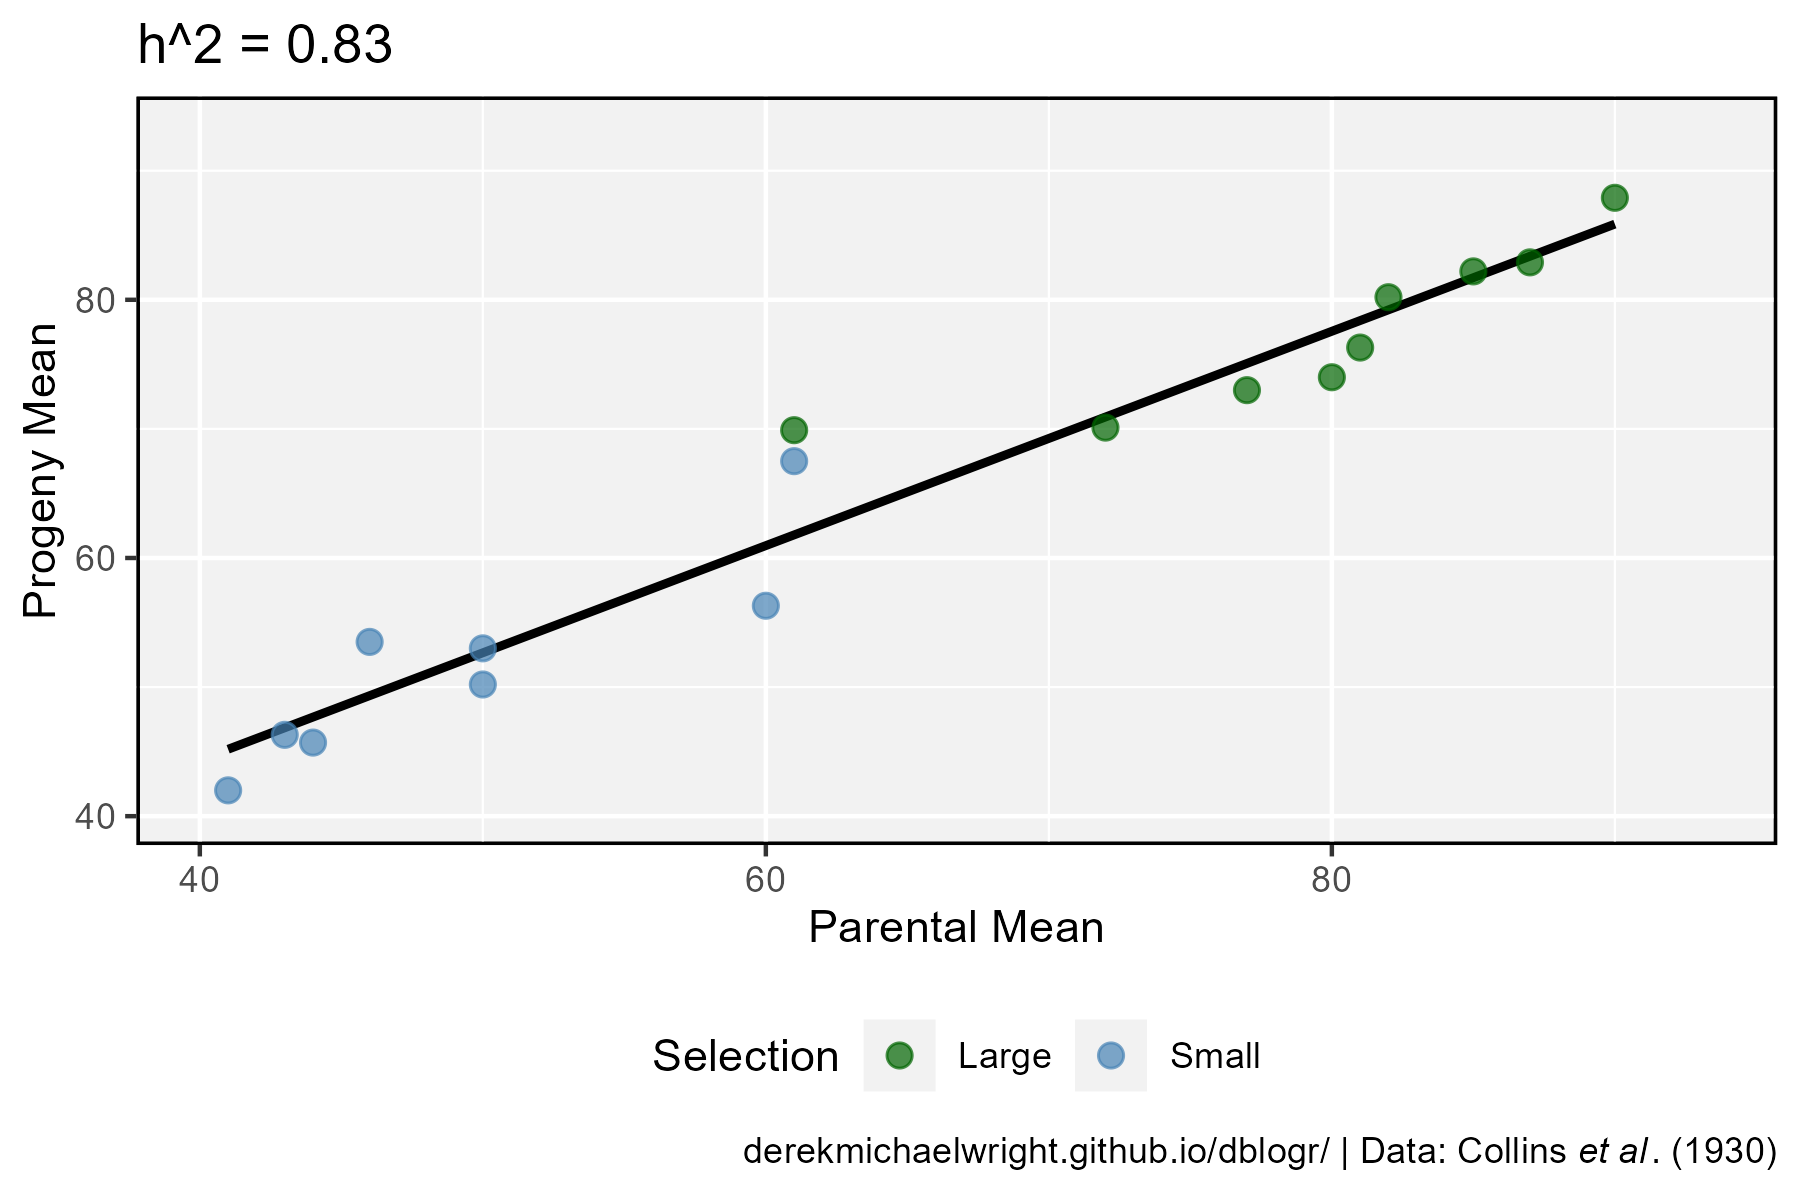 h^2 = 0.83
Progeny Mean
80
60
40
40 60 80
Parental Mean
Selection Large Small
derekmichaelwright.github.io/dblogr/ | Data: Collins et al. (1930)